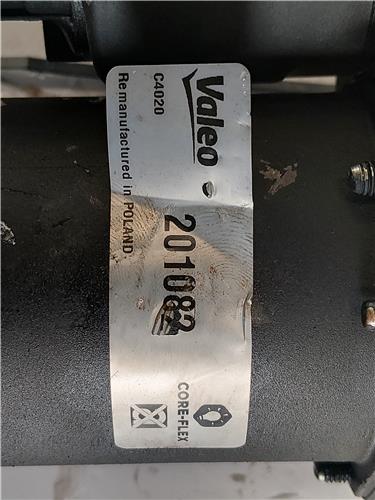 Valeo
C4020
Remanufactured in POLAND
201082
CORE-FLEX